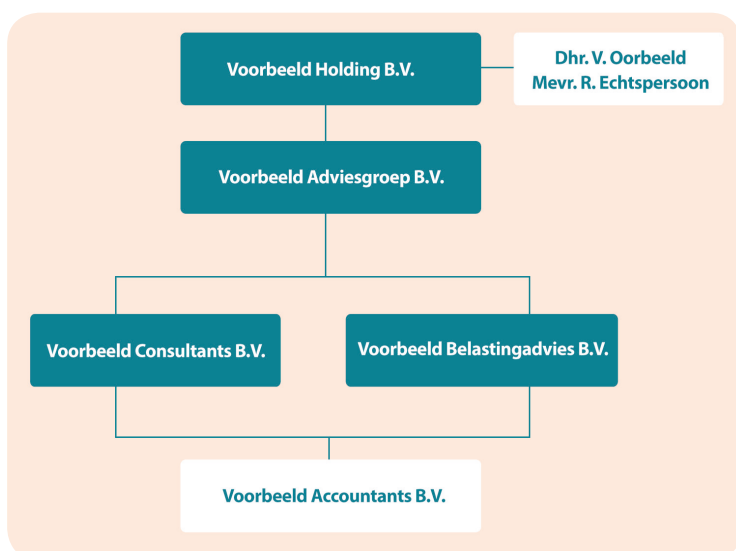 Voorbeeld Holding B.V.
Dhr. V. Oorbeeld
Mevr. R. Echtspersoon
Voorbeeld Adviesgroep B.V.
Voorbeeld Consultants B.V.
Voorbeeld Belastingadvies B.V.
Voorbeeld Accountants B.V.